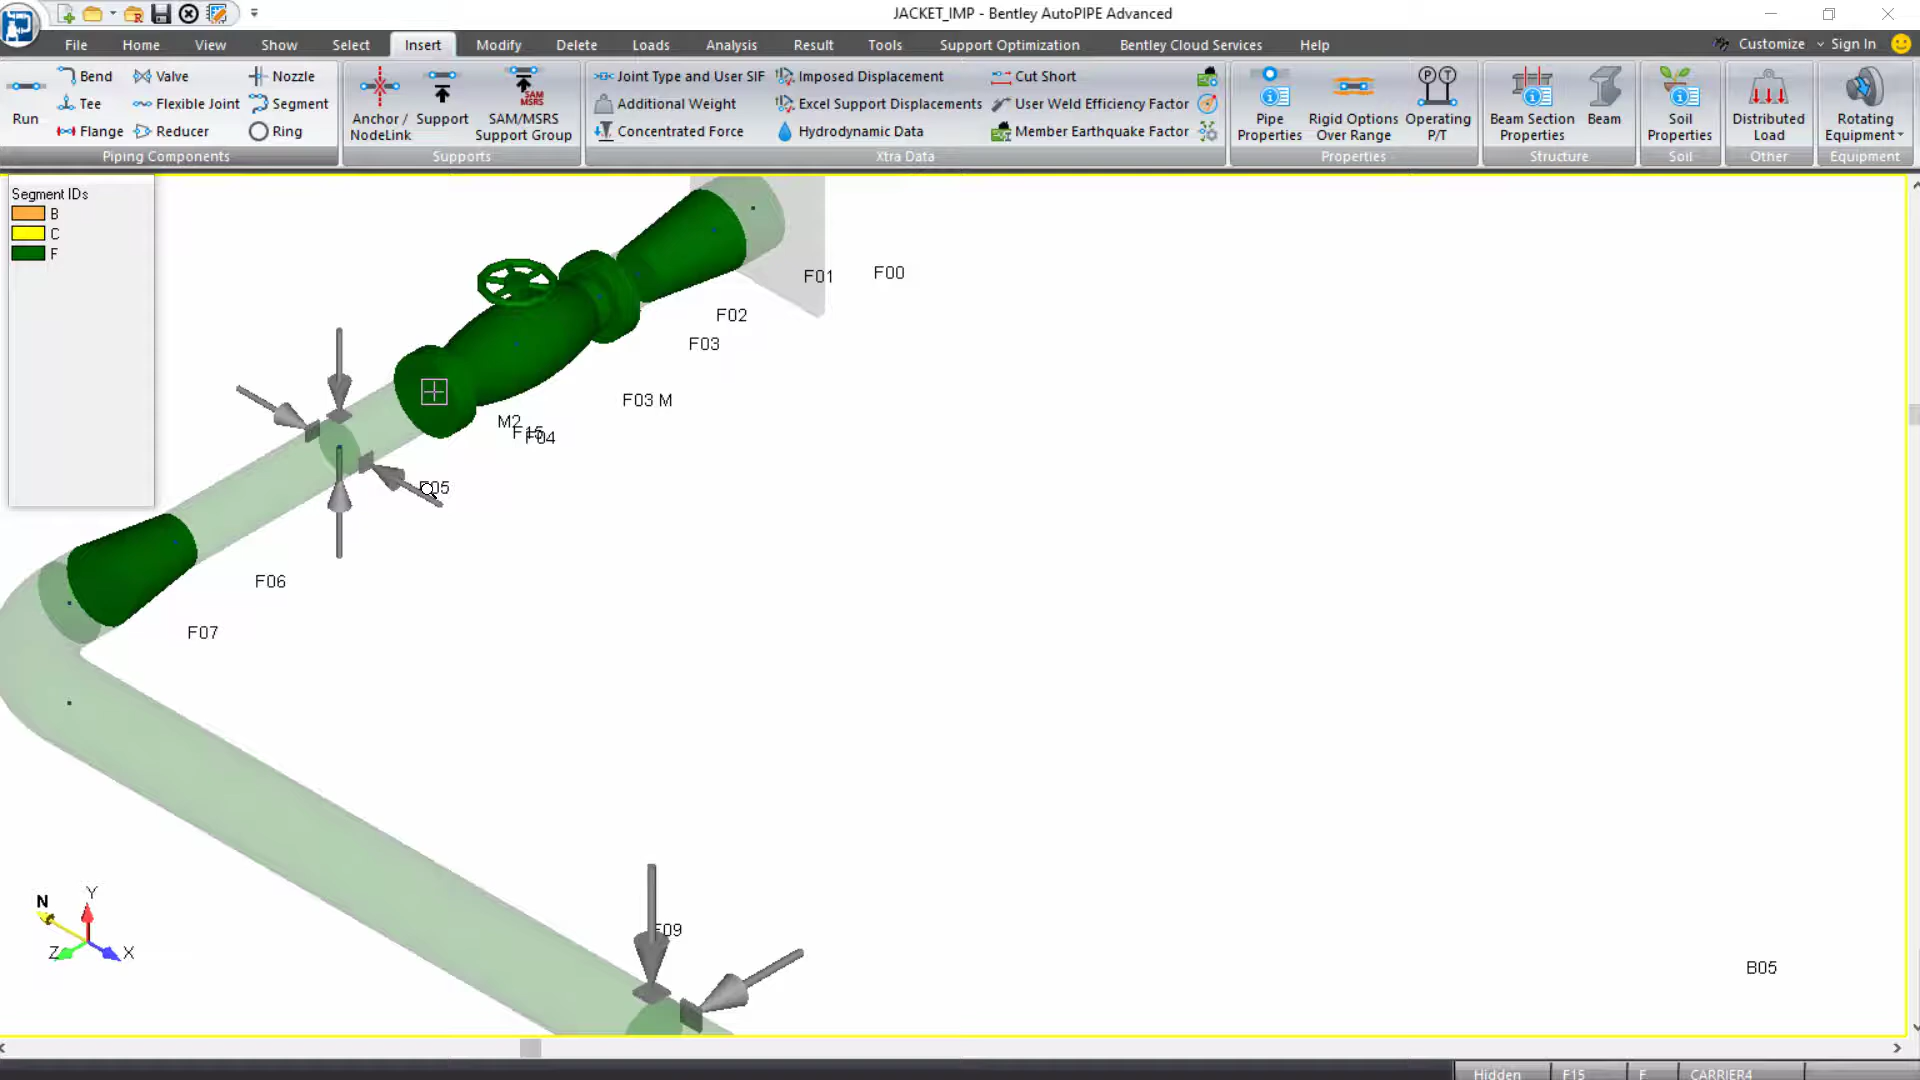 JACKET_IMP - Bentley AutoPIPE Advanced
File Home View Show Select Insert Modify Delete Loads Analysis Result Tools Support Optimization Bentley Cloud Services Help Customize Sign In
Run
Bend Valve Nozzle
Tee Flexible Joint Segment
Flange Reducer Ring
Piping Components
Anchor / NodeLink
Support
SAM MSRS
SAM/MSRS Support Group
Supports
Joint Type and User SIF Imposed Displacement Cut Short
Additional Weight Excel Support Displacements User Weld Efficiency Factor
Concentrated Force Hydrodynamic Data Member Earthquake Factor
Xtra Data
Pipe Properties
Rigid Options Over Range
P T
Operating P/T
Properties
Beam Section Properties
Beam
Structure
Soil Properties
Soil
Distributed Load
Other
Rotating Equipment
Equipment
Segment IDs
B
C
F
F01
F00
F02
F03
F03 M
M2
F15
F04
F05
F06
F07
F09
B05
N
Y
Z
X
Hidden F15 F CARRIER4